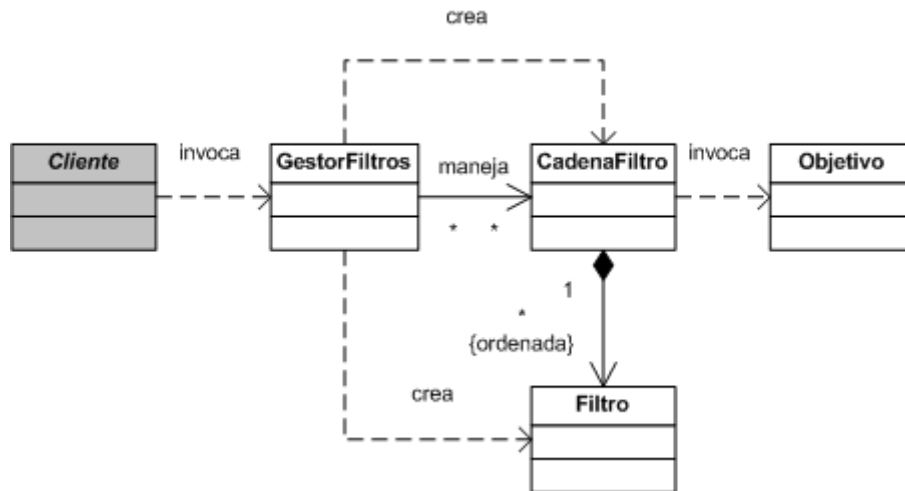 crea
Cliente
invoca
GestorFiltros
maneja
* *
CadenaFiltro
invoca
Objetivo
1
*
{ordenada}
crea
Filtro